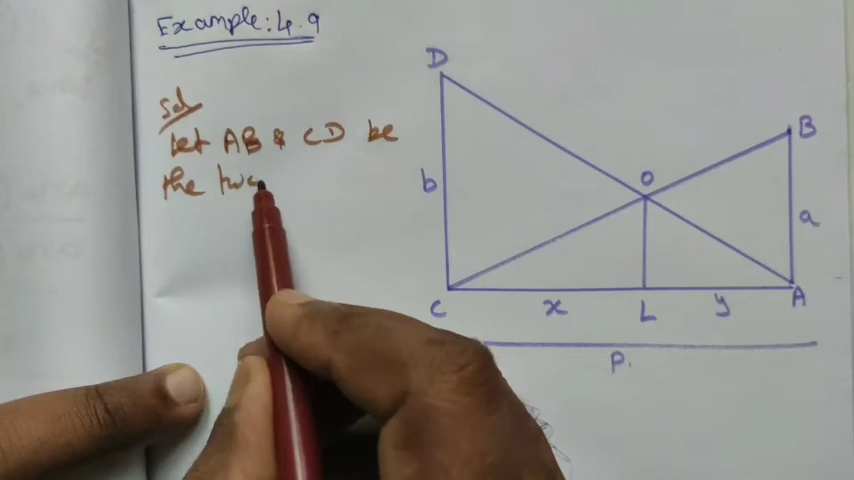 Example: 4.9
Sol
Let AB & CD be
the two
D
B
O
b
a
C
x
L
y
A
P.